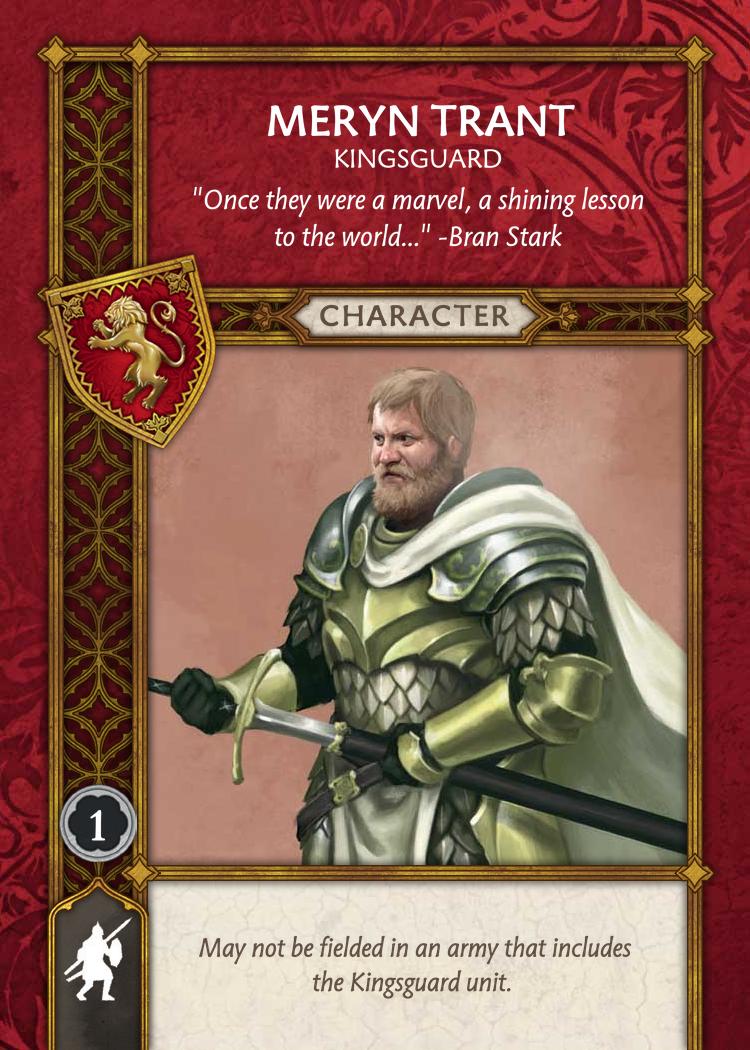 MERYN TRANT
KINGSGUARD
"Once they were a marvel, a shining lesson
to the world..." -Bran Stark
CHARACTER
1
May not be fielded in an army that includes
the Kingsguard unit.